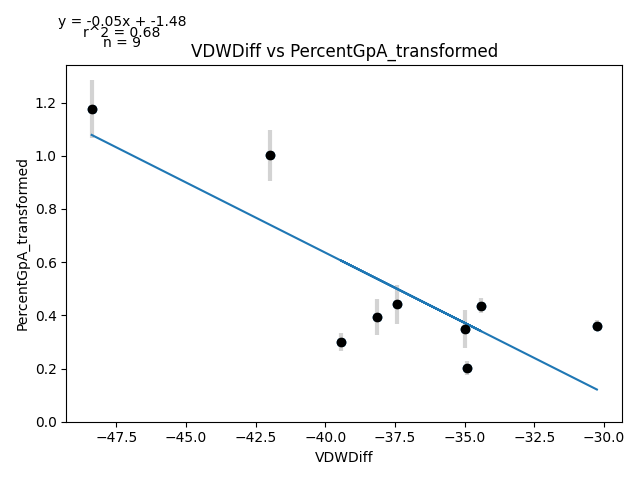 y = -0.05x + -1.48
r^2 = 0.68
n = 9
VDWDiff vs PercentGpA_transformed
PercentGpA_transformed
1.2
1.0
0.8
0.6
0.4
0.2
0.0
−47.5 −45.0 −42.5 −40.0 −37.5 −35.0 −32.5 −30.0
VDWDiff